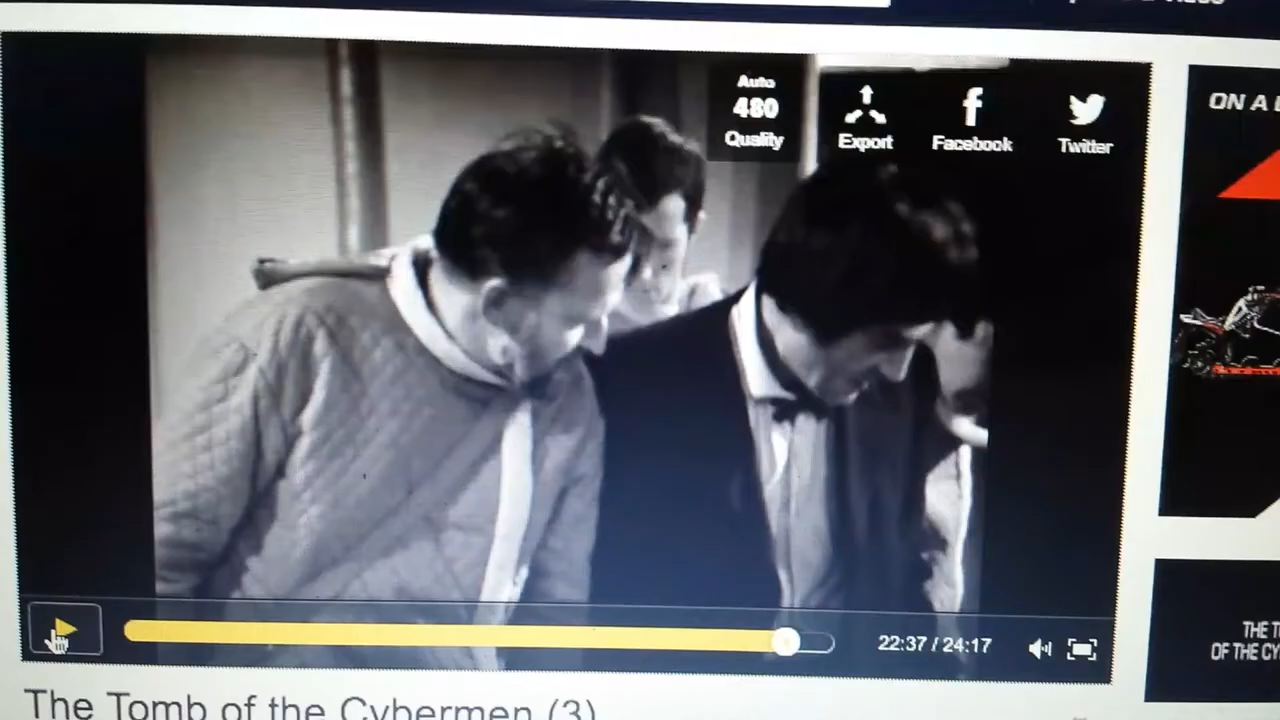 ON A
Auto
480
Quality
Export
Facebook
Twitter
22:37 / 24:17
THE T
OF THE CY
The Tomb of the Cybermen (3)